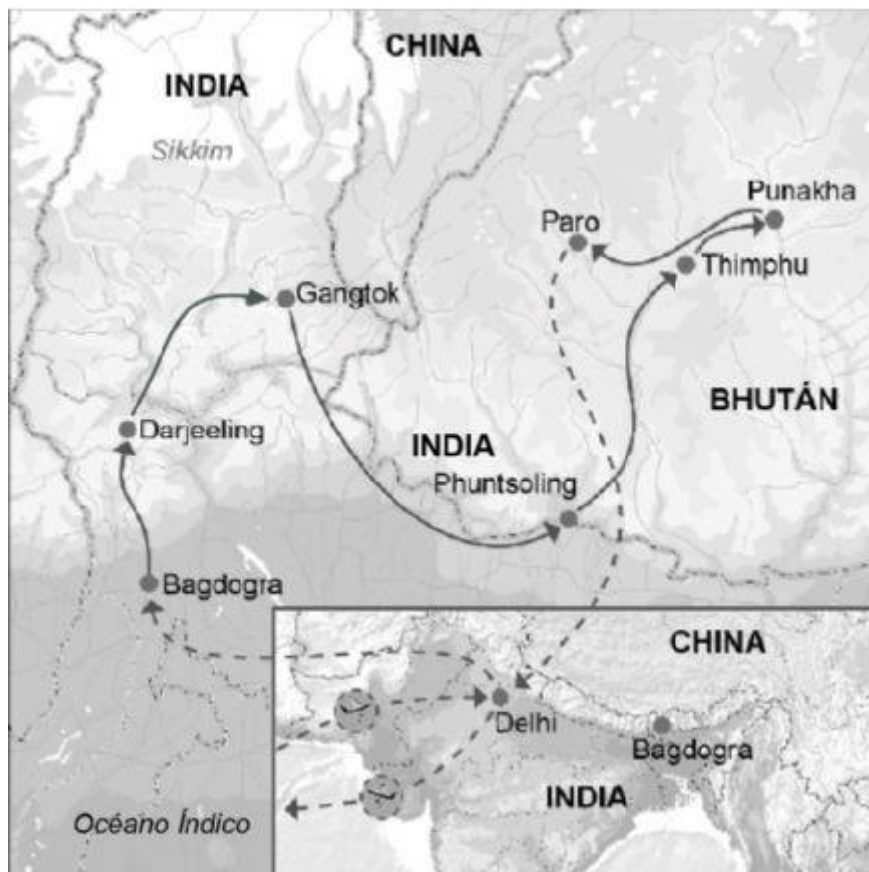 CHINA
INDIA
Sikkim
Punakha
Paro
Thimphu
Gangtok
BHUTÁN
Darjeeling
INDIA
Phuntsoling
Bagdogra
CHINA
Delhi
Bagdogra
INDIA
Océano Índico